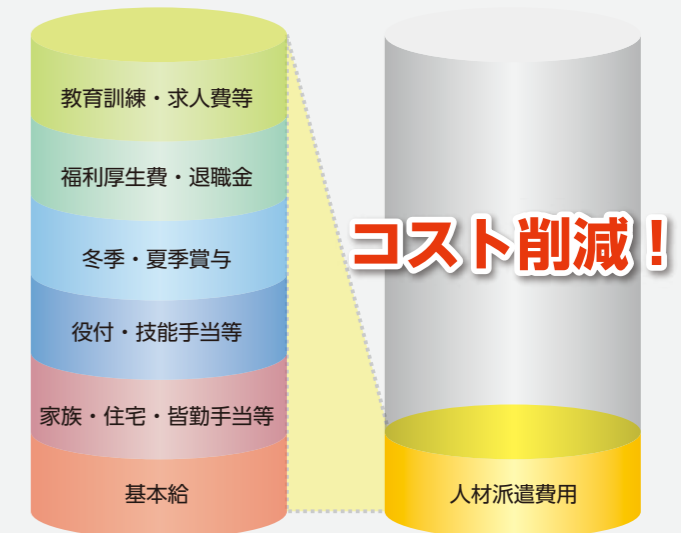 教育訓練・求人費等
福利厚生費・退職金
冬季・夏季賞与
役付・技能手当等
家族・住宅・皆勤手当等
基本給
コスト削減！
人材派遣費用